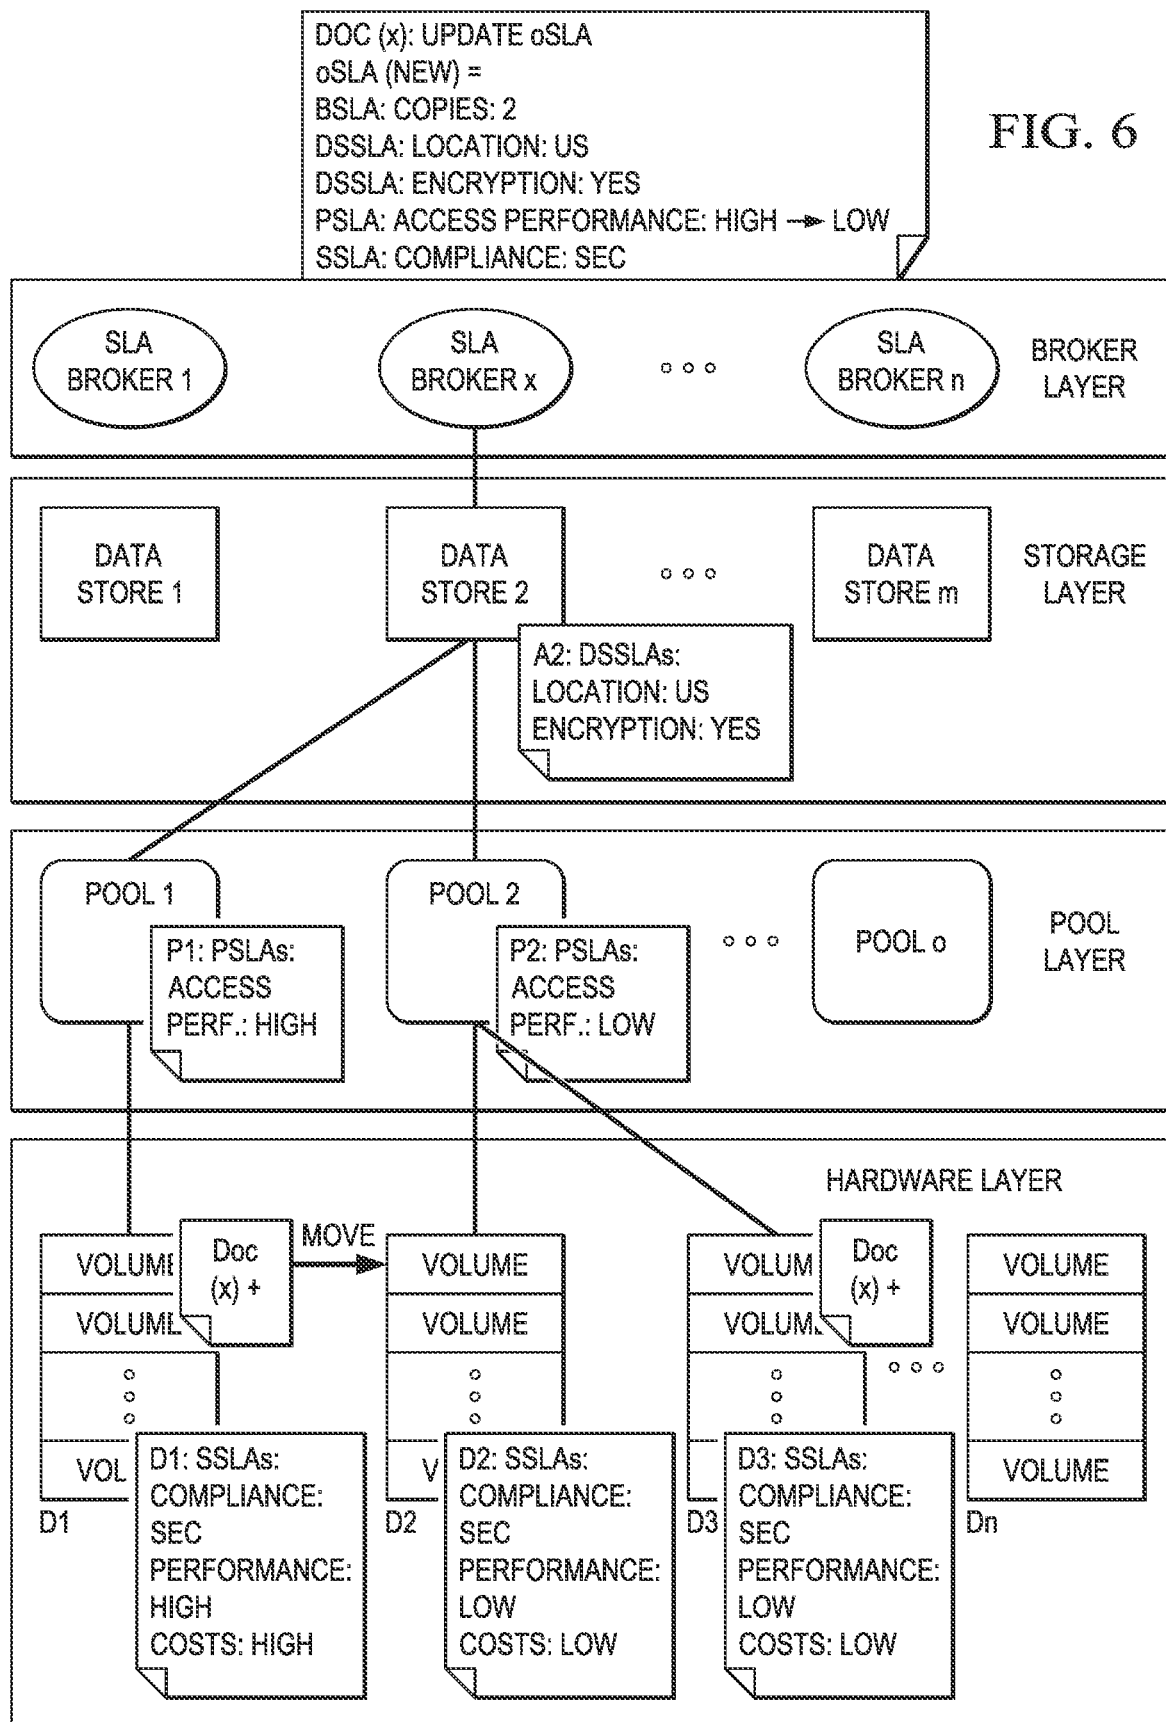 DOC (x): UPDATE oSLA
oSLA (NEW) =
BSLA: COPIES: 2
DSSLA: LOCATION: US
DSSLA: ENCRYPTION: YES
PSLA: ACCESS PERFORMANCE: HIGH → LOW
SSLA: COMPLIANCE: SEC
FIG. 6
SLA
BROKER 1
SLA
BROKER x
SLA
BROKER n
BROKER
LAYER
DATA
STORE 1
DATA
STORE 2
DATA
STORE m
STORAGE
LAYER
A2: DSSLAs:
LOCATION: US
ENCRYPTION: YES
POOL 1
P1: PSLAs:
ACCESS
PERF.: HIGH
POOL 2
P2: PSLAs:
ACCESS
PERF.: LOW
POOL o
POOL
LAYER
HARDWARE LAYER
VOLUME
VOLUME
VOL
D1
Doc
(x) +
MOVE
D1: SSLAs:
COMPLIANCE:
SEC
PERFORMANCE:
HIGH
COSTS: HIGH
VOLUME
VOLUME
V
D2
D2: SSLAs:
COMPLIANCE:
SEC
PERFORMANCE:
LOW
COSTS: LOW
VOLUM
VOLUM
D3
Doc
(x) +
D3: SSLAs:
COMPLIANCE:
SEC
PERFORMANCE:
LOW
COSTS: LOW
VOLUME
VOLUME
VOLUME
Dn